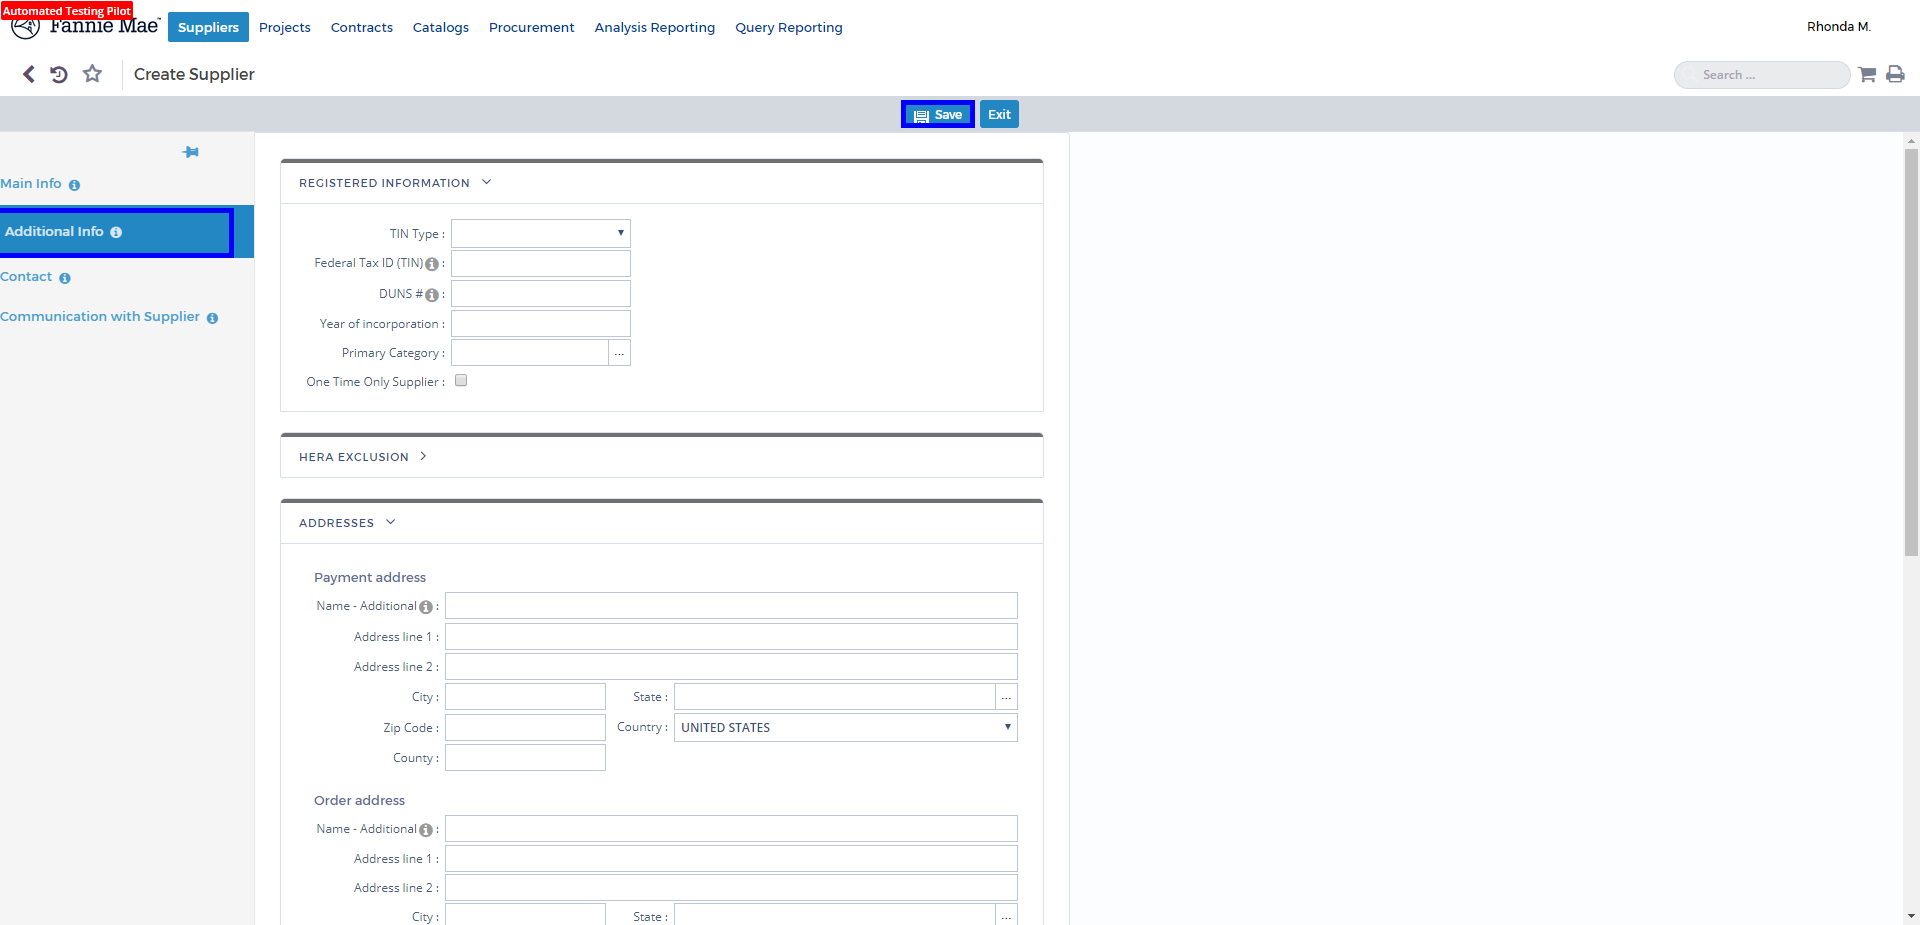 Automated Testing Pilot
Fannie Mae
Suppliers Projects Contracts Catalogs Procurement Analysis Reporting Query Reporting
Rhonda M.
Create Supplier
Search ...
Save Exit
Main Info
Additional Info
Contact
Communication with Supplier
REGISTERED INFORMATION
TIN Type :
Federal Tax ID (TIN) :
DUNS # :
Year of incorporation :
Primary Category : ...
One Time Only Supplier :
HERA EXCLUSION
ADDRESSES
Payment address
Name - Additional :
Address line 1 :
Address line 2 :
City : State : ...
Zip Code : Country : UNITED STATES
County :
Order address
Name - Additional :
Address line 1 :
Address line 2 :
City : State : ...